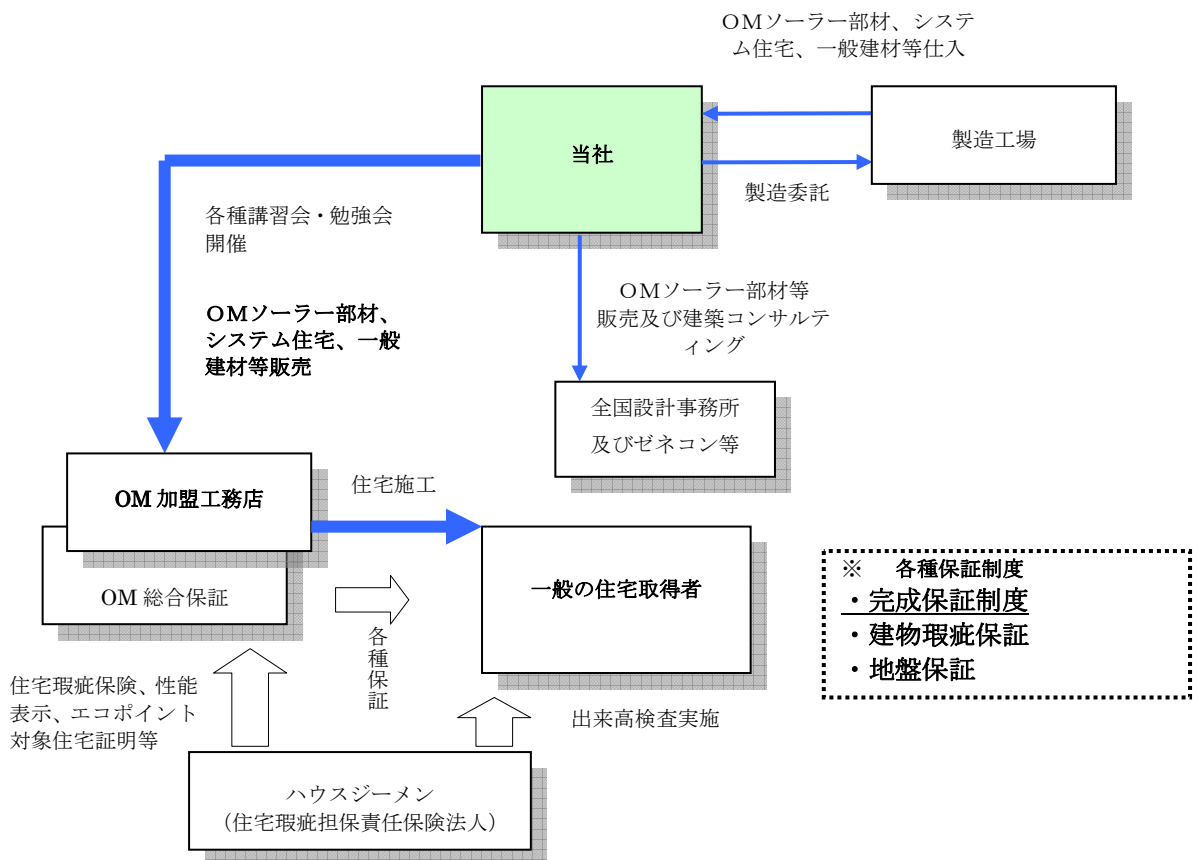 OMソーラー部材、システ
ム住宅、一般建材等仕入
当社
製造工場
製造委託
各種講習会・勉強会
開催
OMソーラー部材等
販売及び建築コンサルテ
ィング
OMソーラー部材、
システム住宅、一般
建材等販売
全国設計事務所
及びゼネコン等
OM 加盟工務店
住宅施工
OM 総合保証
一般の住宅取得者
※ 各種保証制度
・完成保証制度
・建物瑕疵保証
・地盤保証
各種保証
住宅瑕疵保険、性能
表示、エコポイント
対象住宅証明等
出来高検査実施
ハウスジーメン
（住宅瑕疵担保責任保険法人）